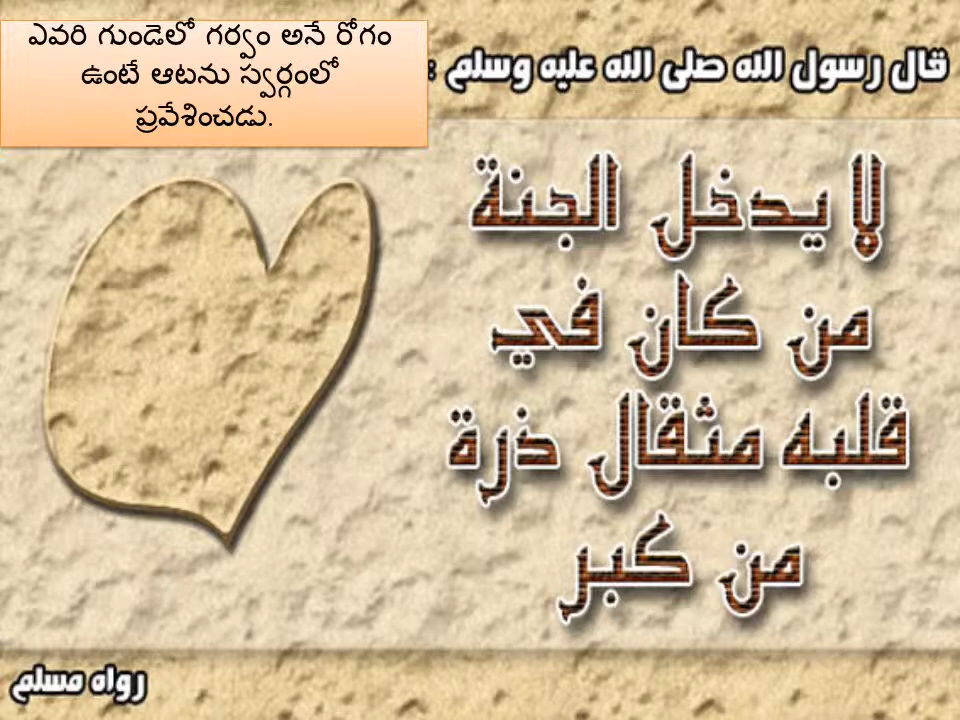 ఎవరి గుండెలో గర్వం అనే రోగం
ఉంటే ఆటను స్వర్గంలో
ప్రవేశించడు.
قال رسول الله صلى الله عليه وسلم :
لا يدخل الجنة
من كان في
قلبه مثقال ذرة
من كبر
رواه مسلم